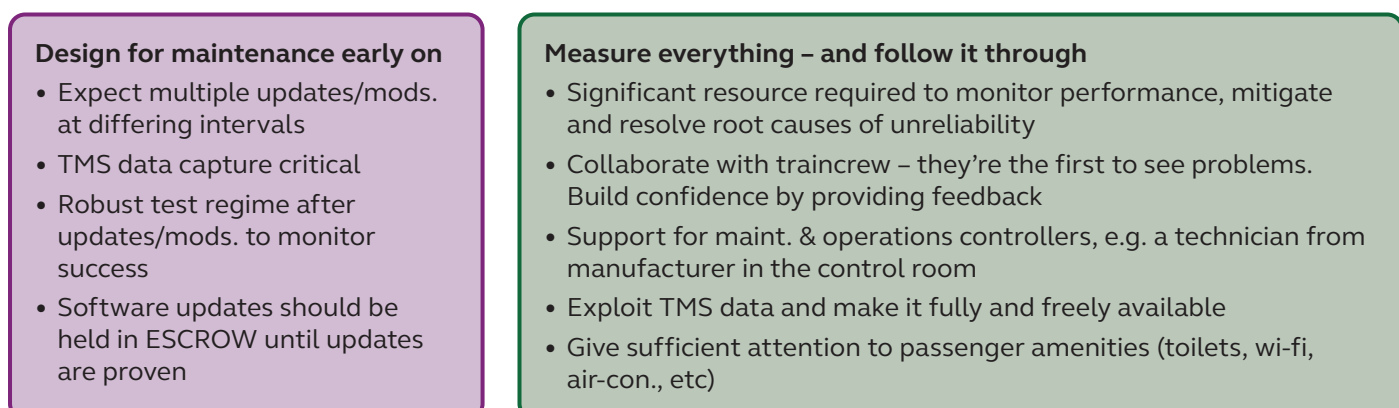 Design for maintenance early on
• Expect multiple updates/mods.
at differing intervals
• TMS data capture critical
• Robust test regime after
updates/mods. to monitor
success
• Software updates should be
held in ESCROW until updates
are proven
Measure everything – and follow it through
• Significant resource required to monitor performance, mitigate
and resolve root causes of unreliability
• Collaborate with traincrew – they’re the first to see problems.
Build confidence by providing feedback
• Support for maint. & operations controllers, e.g. a technician from
manufacturer in the control room
• Exploit TMS data and make it fully and freely available
• Give sufficient attention to passenger amenities (toilets, wi-fi,
air-con., etc)